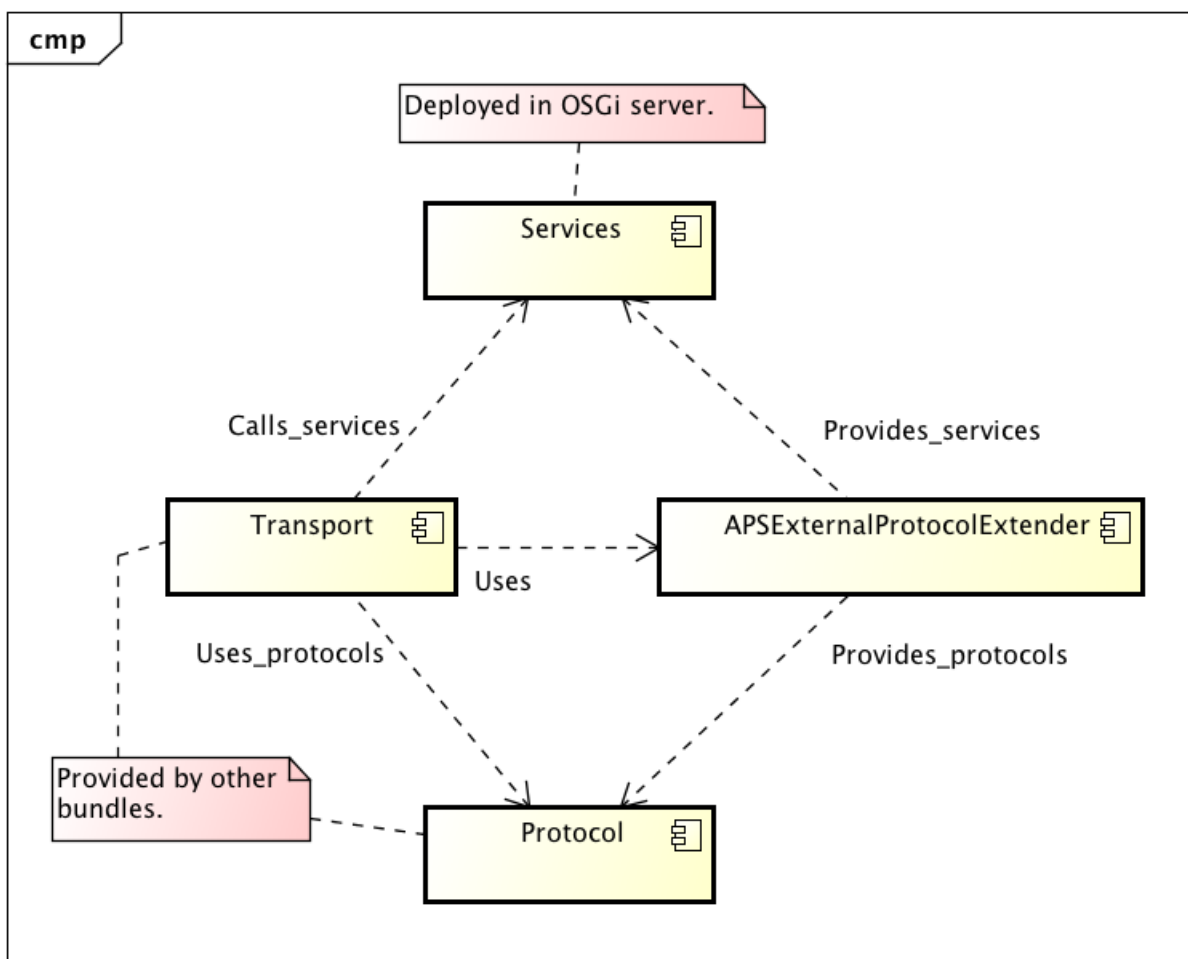 cmp
Deployed in OSGi server.
Services
Calls_services
Provides_services
Transport
APSExternalProtocolExtender
Uses
Uses_protocols
Provides_protocols
Provided by other
bundles.
Protocol